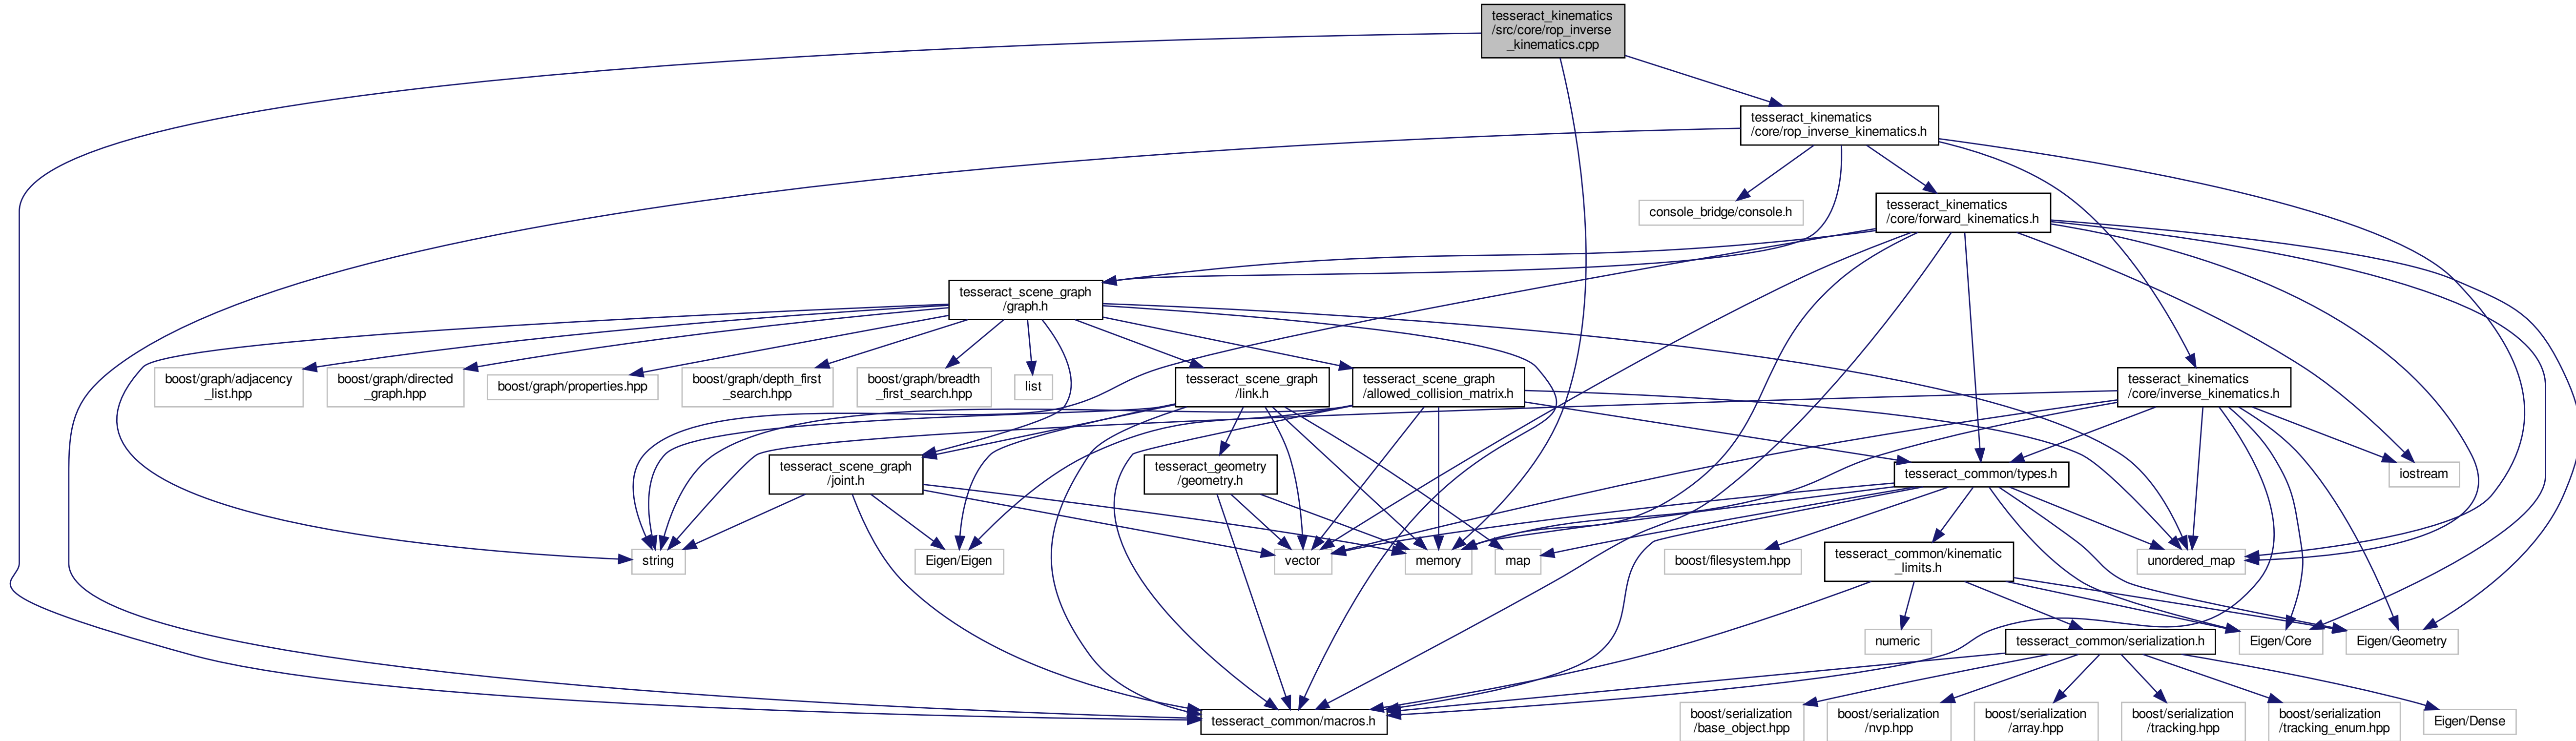 tesseract_kinematics
/src/core/rop_inverse
_kinematics.cpp
tesseract_kinematics
/core/rop_inverse_kinematics.h
console_bridge/console.h
tesseract_kinematics
/core/forward_kinematics.h
tesseract_scene_graph
/graph.h
boost/graph/adjacency
_list.hpp
boost/graph/directed
_graph.hpp
boost/graph/properties.hpp
boost/graph/depth_first
_search.hpp
boost/graph/breadth
_first_search.hpp
list
tesseract_scene_graph
/link.h
tesseract_scene_graph
/allowed_collision_matrix.h
tesseract_kinematics
/core/inverse_kinematics.h
tesseract_scene_graph
/joint.h
tesseract_geometry
/geometry.h
tesseract_common/types.h
iostream
string
Eigen/Eigen
vector
memory
map
boost/filesystem.hpp
tesseract_common/kinematic
_limits.h
unordered_map
numeric
tesseract_common/serialization.h
Eigen/Core
Eigen/Geometry
tesseract_common/macros.h
boost/serialization
/base_object.hpp
boost/serialization
/nvp.hpp
boost/serialization
/array.hpp
boost/serialization
/tracking.hpp
boost/serialization
/tracking_enum.hpp
Eigen/Dense